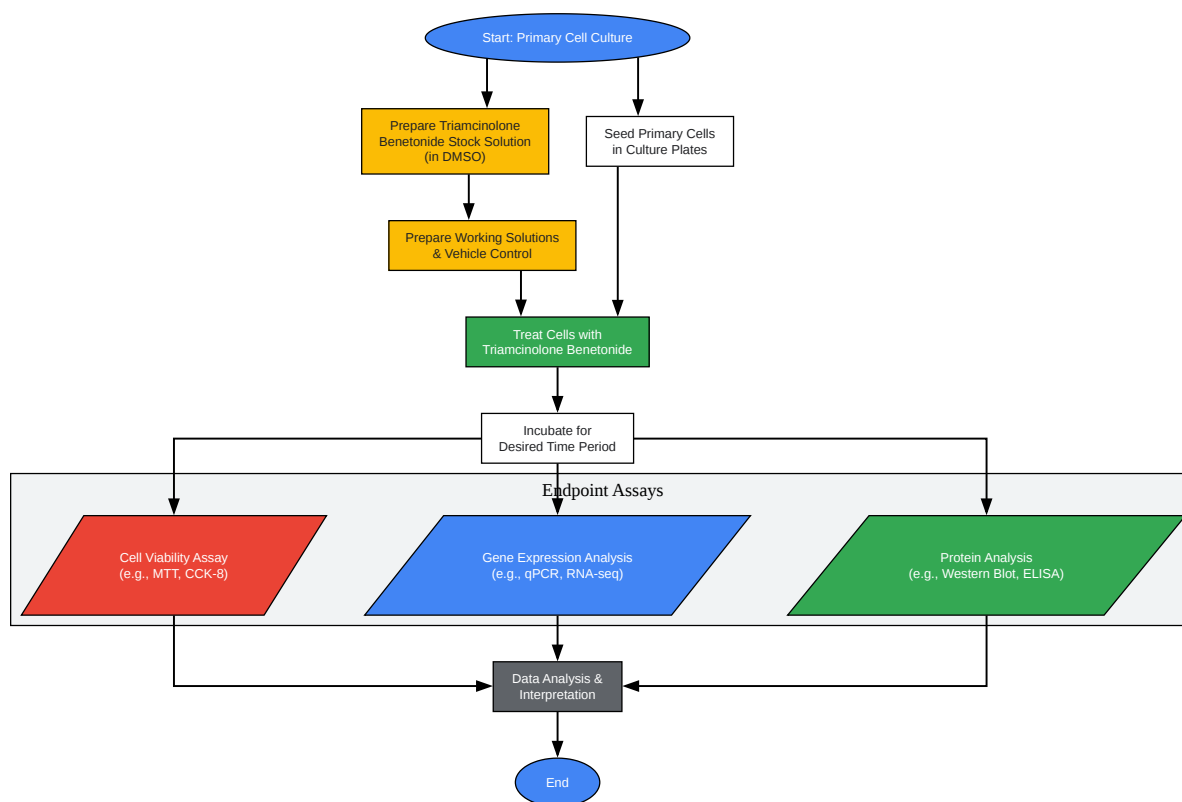 Start: Primary Cell Culture
Prepare Triamcinolone
Benetonide Stock Solution
(in DMSO)
Seed Primary Cells
in Culture Plates
Prepare Working Solutions
& Vehicle Control
Treat Cells with
Triamcinolone Benetonide
Incubate for
Desired Time Period
Endpoint Assays
Cell Viability Assay
(e.g., MTT, CCK-8)
Gene Expression Analysis
(e.g., qPCR, RNA-seq)
Protein Analysis
(e.g., Western Blot, ELISA)
Data Analysis &
Interpretation
End